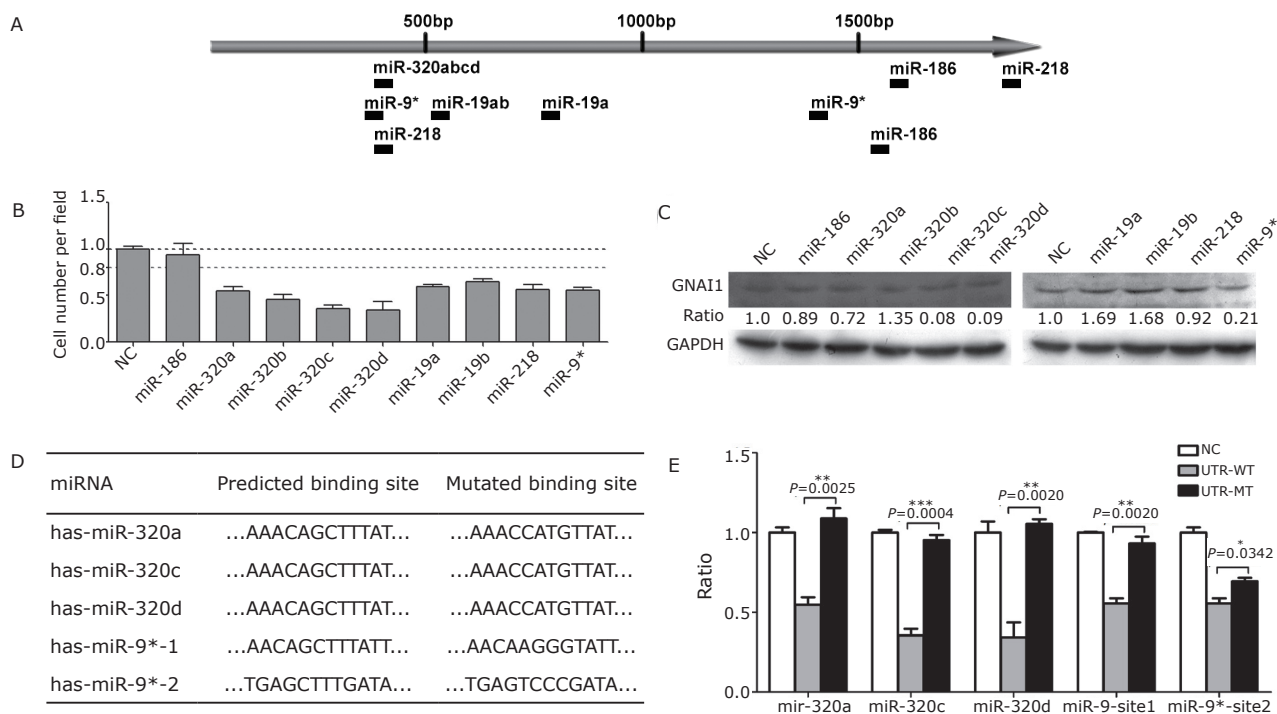 A
500bp 1000bp 1500bp
miR-320abcd miR-186 miR-218
miR-9* miR-19ab miR-19a miR-9*
miR-218 miR-186
B
Cell number per field
1.5
1.0
0.8
0.5
0.0
NC miR-186 miR-320a miR-320b miR-320c miR-320d miR-19a miR-19b miR-218 miR-9*
C
NC miR-186 miR-320a miR-320b miR-320c miR-320d NC miR-19a miR-19b miR-218 miR-9*
GNAI1
Ratio 1.0 0.89 0.72 1.35 0.08 0.09 1.0 1.69 1.68 0.92 0.21
GAPDH
D
miRNA Predicted binding site Mutated binding site
has-miR-320a ...AAACAGCTTTAT... ...AAACCATGTTAT...
has-miR-320c ...AAACAGCTTTAT... ...AAACCATGTTAT...
has-miR-320d ...AAACAGCTTTAT... ...AAACCATGTTAT...
has-miR-9*-1 ...AACAGCTTTATT... ...AACAAGGGTATT...
has-miR-9*-2 ...TGAGCTTTGATA... ...TGAGTCCCGATA...
E
NC
UTR-WT
UTR-MT
Ratio
1.5
1.0
0.5
0.0
** *** ** ** *
P=0.0025 P=0.0004 P=0.0020 P=0.0020 P=0.0342
mir-320a miR-320c miR-320d miR-9-site1 miR-9*-site2